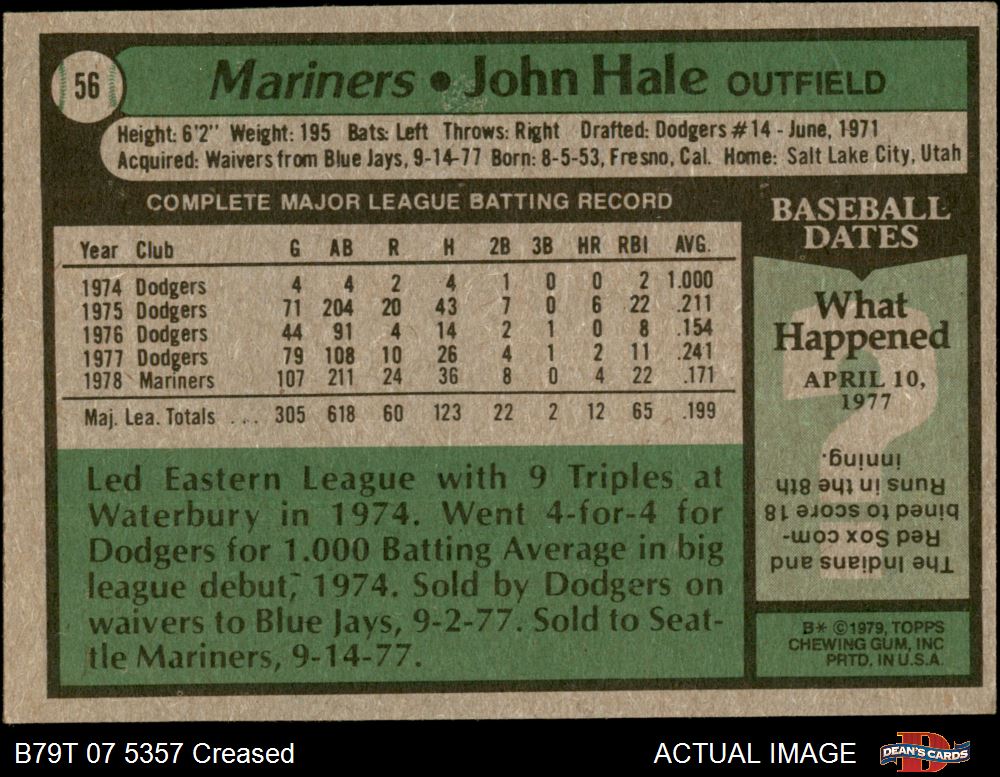 56
Mariners • John Hale OUTFIELD
Height: 6'2" Weight: 195 Bats: Left Throws: Right Drafted: Dodgers #14 - June, 1971
Acquired: Waivers from Blue Jays, 9-14-77 Born: 8-5-53, Fresno, Cal. Home: Salt Lake City, Utah
COMPLETE MAJOR LEAGUE BATTING RECORD
Year Club G AB R H 2B 3B HR RBI AVG.
1974 Dodgers 4 4 2 4 1 0 0 2 1.000
1975 Dodgers 71 204 20 43 7 0 6 22 .211
1976 Dodgers 44 91 4 14 2 1 0 8 .154
1977 Dodgers 79 108 10 26 4 1 2 11 .241
1978 Mariners 107 211 24 36 8 0 4 22 .171
Maj. Lea. Totals ... 305 618 60 123 22 2 12 65 .199
Led Eastern League with 9 Triples at
Waterbury in 1974. Went 4-for-4 for
Dodgers for 1.000 Batting Average in big
league debut, 1974. Sold by Dodgers on
waivers to Blue Jays, 9-2-77. Sold to Seat-
tle Mariners, 9-14-77.
BASEBALL
DATES
What
Happened
APRIL 10,
1977
?
The Indians and
Red Sox com-
bined to score 18
Runs in the 8th
inning.
B* ©1979, TOPPS
CHEWING GUM, INC
PRTD. IN U.S.A.
B79T 07 5357 Creased
ACTUAL IMAGE
DEAN'S CARDS